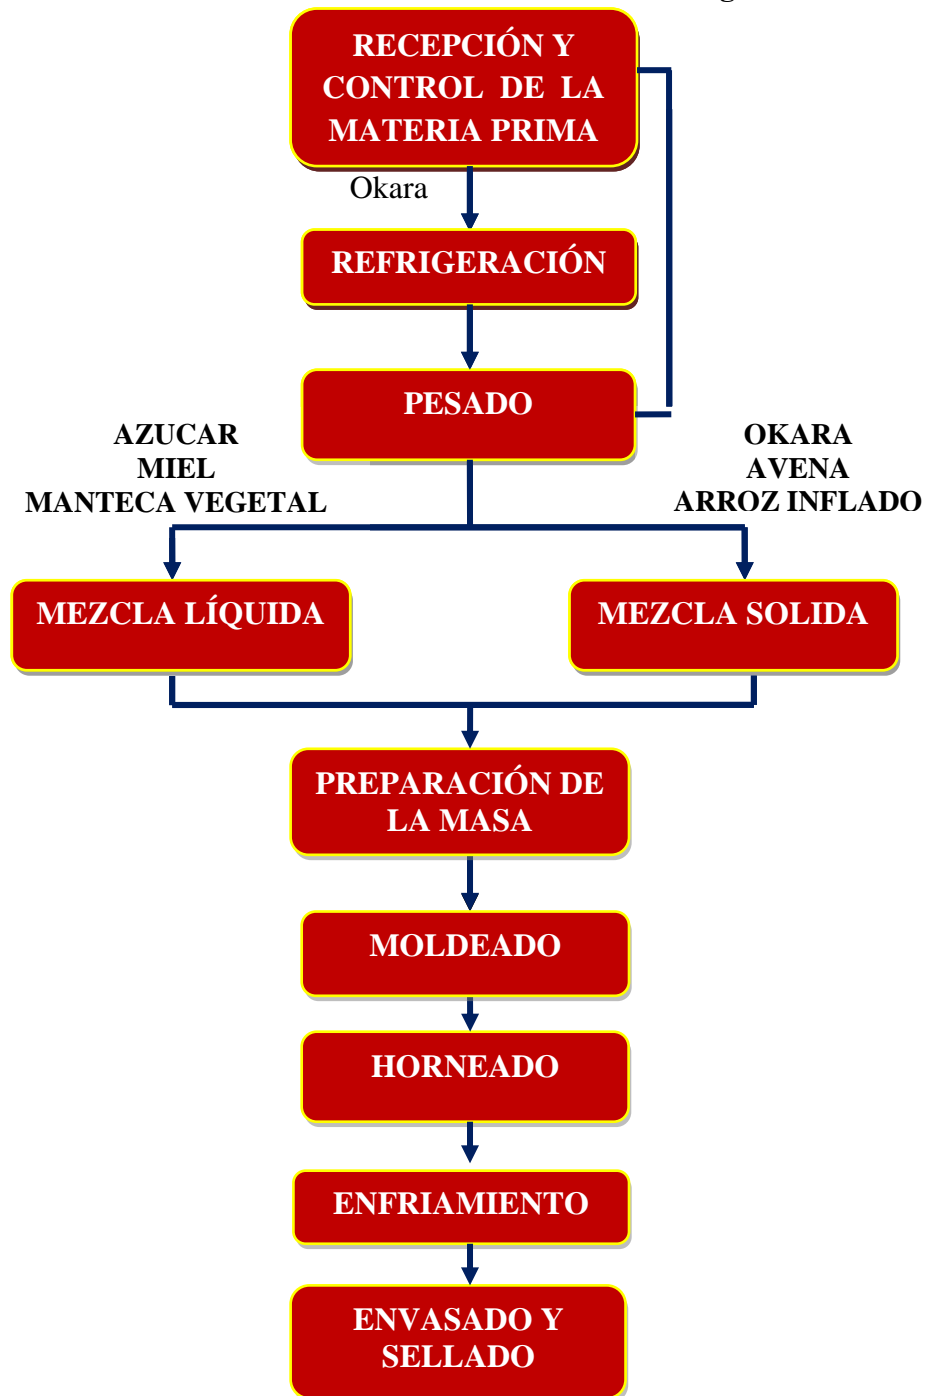 RECEPCIÓN Y
CONTROL DE LA
MATERIA PRIMA
Okara
REFRIGERACIÓN
PESADO
AZUCAR
MIEL
MANTECA VEGETAL
OKARA
AVENA
ARROZ INFLADO
MEZCLA LÍQUIDA
MEZCLA SOLIDA
PREPARACIÓN DE
LA MASA
MOLDEADO
HORNEADO
ENFRIAMIENTO
ENVASADO Y
SELLADO